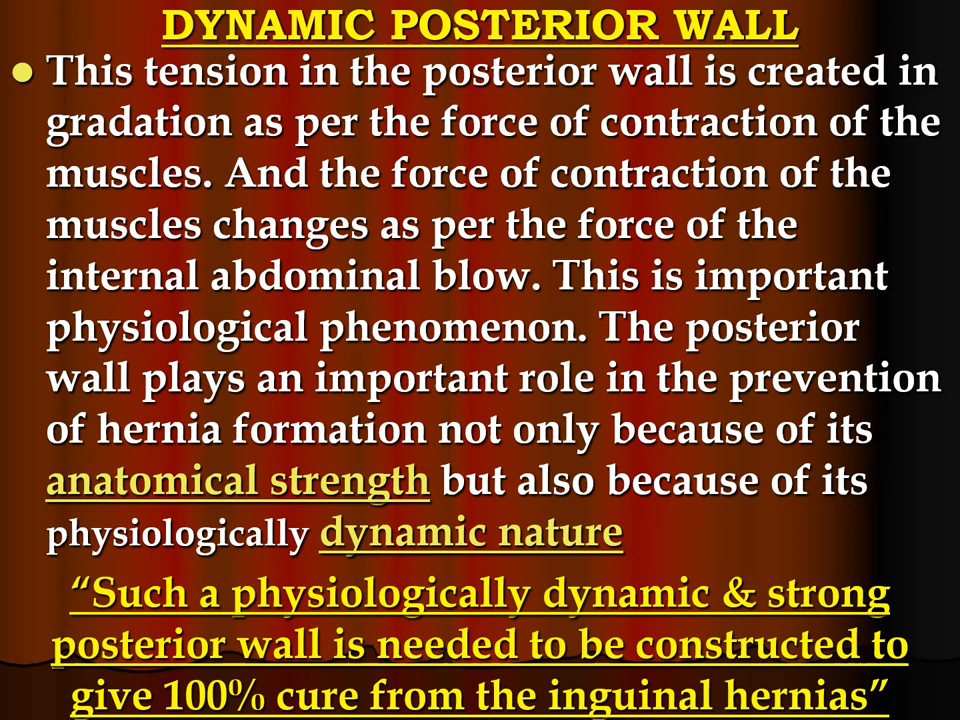 DYNAMIC POSTERIOR WALL
This tension in the posterior wall is created in
gradation as per the force of contraction of the
muscles. And the force of contraction of the
muscles changes as per the force of the
internal abdominal blow. This is important
physiological phenomenon. The posterior
wall plays an important role in the prevention
of hernia formation not only because of its
anatomical strength but also because of its
physiologically dynamic nature
“Such a physiologically dynamic & strong
posterior wall is needed to be constructed to
give 100% cure from the inguinal hernias”